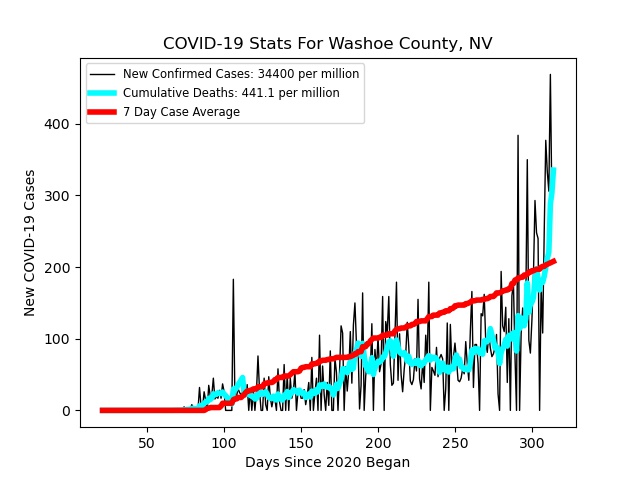 COVID-19 Stats For Washoe County, NV
New Confirmed Cases: 34400 per million
Cumulative Deaths: 441.1 per million
7 Day Case Average
New COVID-19 Cases
400
300
200
100
0
50 100 150 200 250 300
Days Since 2020 Began